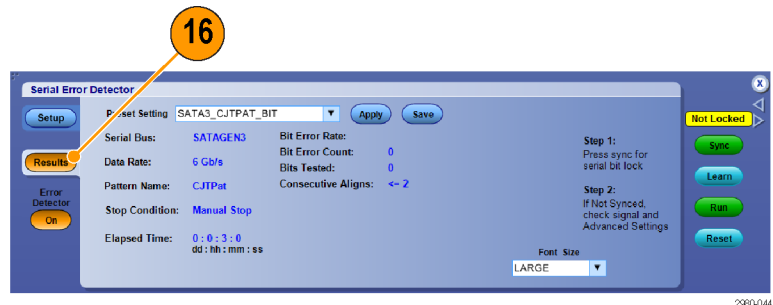 16
Serial Error Detector
X
Setup
Preset Setting SATA3_CJTPAT_BIT Apply Save
Not Locked
Serial Bus: SATAGEN3 Bit Error Rate:
Bit Error Count: 0
Step 1:
Sync
Results
Data Rate: 6 Gb/s
Bits Tested: 0
Press sync for
serial bit lock
Pattern Name: CJTPat Consecutive Aligns: <- 2
Learn
Error
Detector
On
Step 2:
If Not Synced,
check signal and
Advanced Settings
Stop Condition: Manual Stop
Run
Elapsed Time: 0 : 0 : 3 : 0
dd : hh : mm : ss
Reset
Font Size
LARGE
2980-044